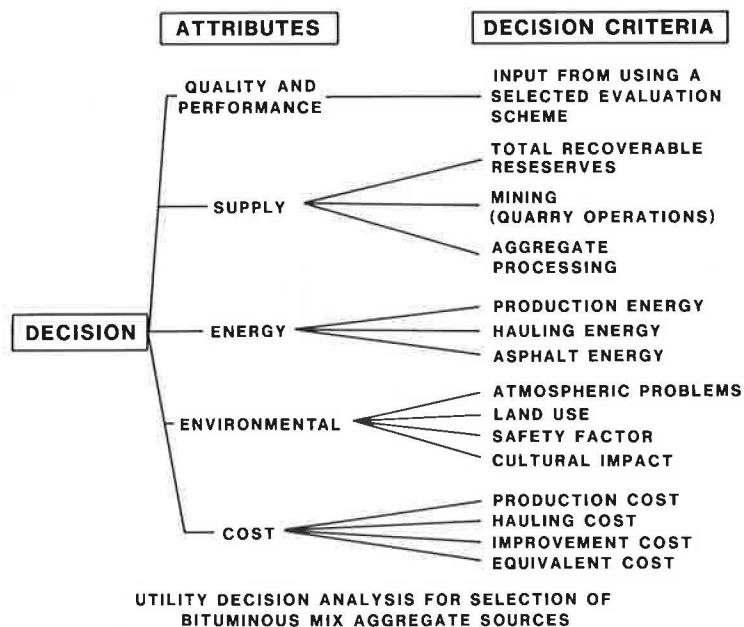 ATTRIBUTES
DECISION CRITERIA
QUALITY AND
PERFORMANCE
INPUT FROM USING A
SELECTED EVALUATION
SCHEME
SUPPLY
TOTAL RECOVERABLE
RESESERVES
MINING
(QUARRY OPERATIONS)
AGGREGATE
PROCESSING
DECISION
ENERGY
PRODUCTION ENERGY
HAULING ENERGY
ASPHALT ENERGY
ENVIRONMENTAL
ATMOSPHERIC PROBLEMS
LAND USE
SAFETY FACTOR
CULTURAL IMPACT
COST
PRODUCTION COST
HAULING COST
IMPROVEMENT COST
EQUIVALENT COST
UTILITY DECISION ANALYSIS FOR SELECTION OF
BITUMINOUS MIX AGGREGATE SOURCES